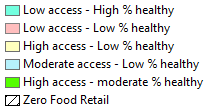 Low access - High % healthy
Low access - Low % healthy
High access - Low % healthy
Moderate access - Low % healthy
High access - moderate % healthy
Zero Food Retail